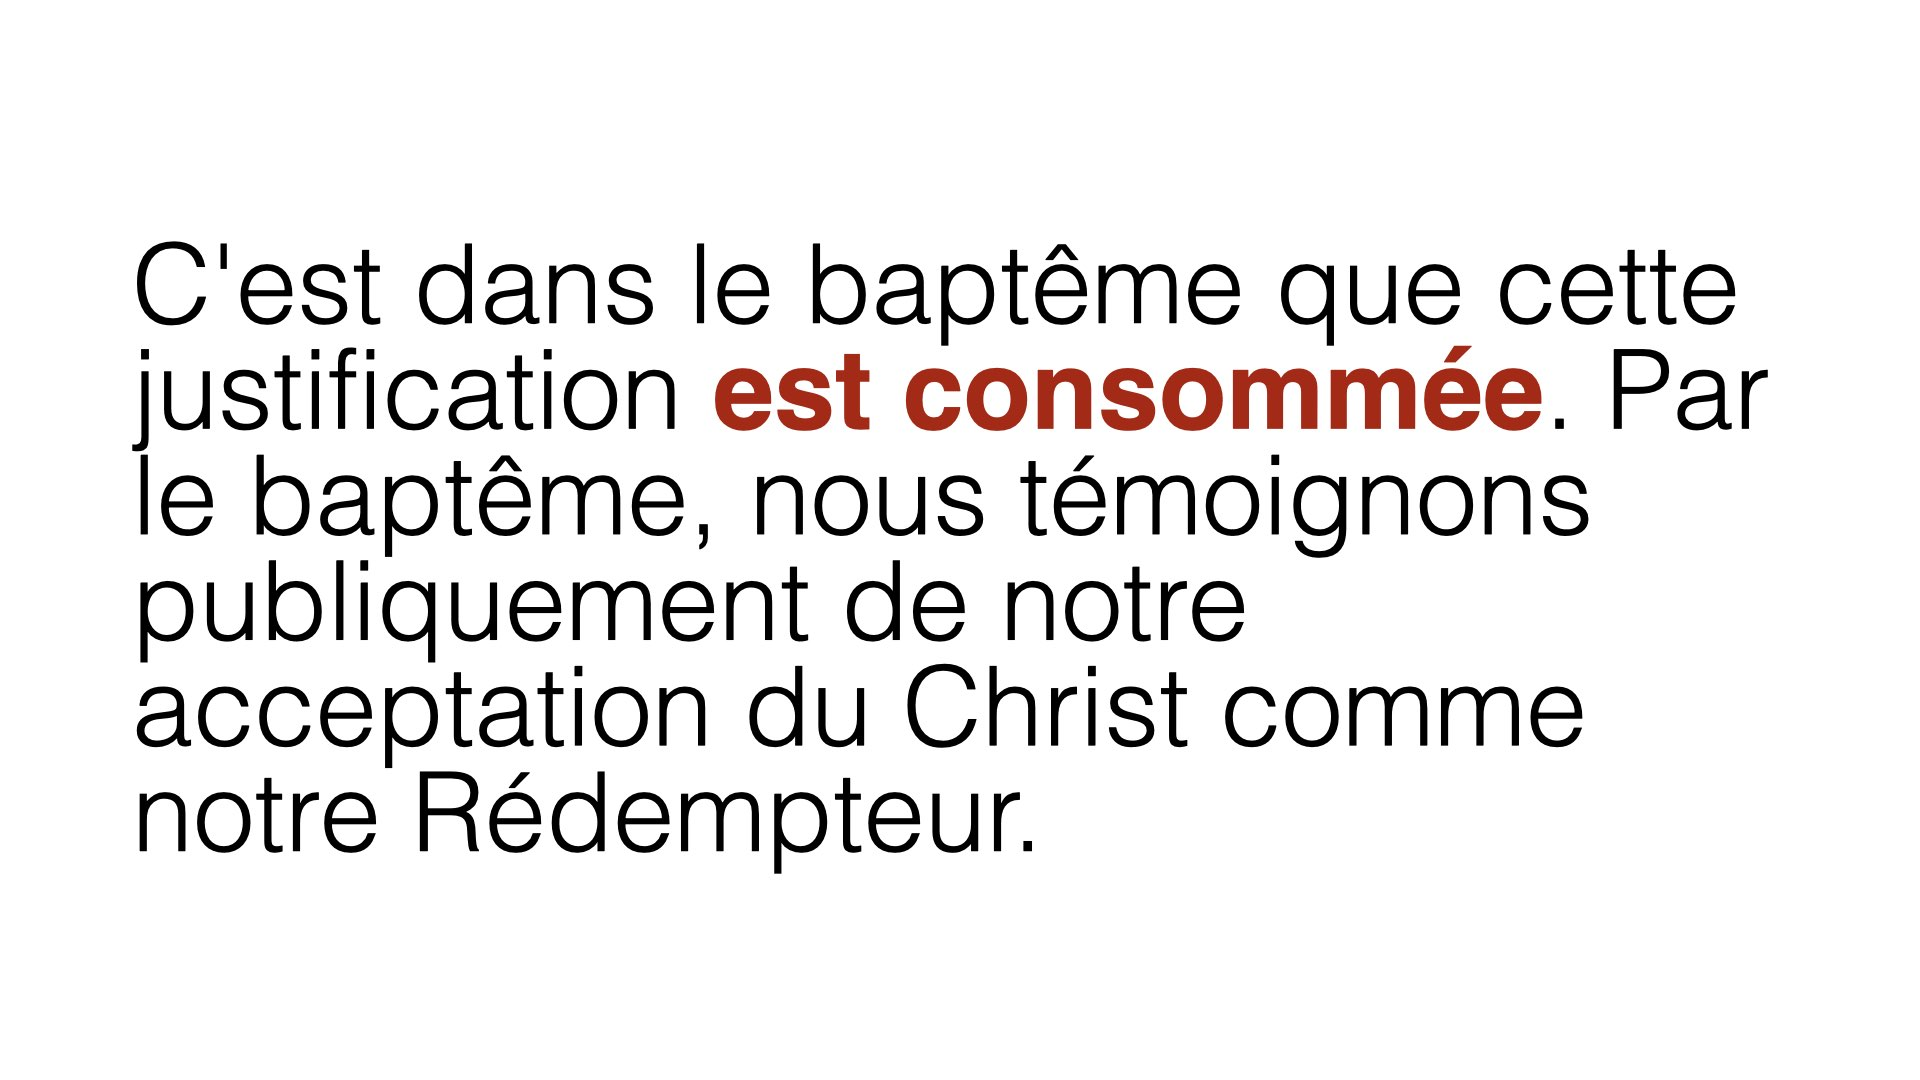 C'est dans le baptême que cette
justification est consommée. Par
le baptême, nous témoignons
publiquement de notre
acceptation du Christ comme
notre Rédempteur.